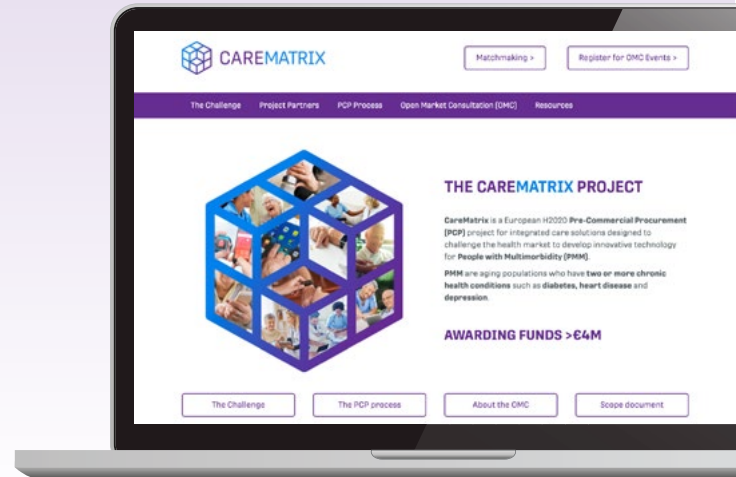 CAREMATRIX
Matchmaking >
Register for OMC Events >
The Challenge
Project Partners
PCP Process
Open Market Consultation (OMC)
Resources
THE CAREMATRIX PROJECT
CareMatrix is a European H2020 Pre-Commercial Procurement
(PCP) project for integrated care solutions designed to
challenge the health market to develop innovative technology
for People with Multimorbidity (PMM).
PMM are aging populations who have two or more chronic
health conditions such as diabetes, heart disease and
depression.
AWARDING FUNDS >€4M
The Challenge
The PCP process
About the OMC
Scope document